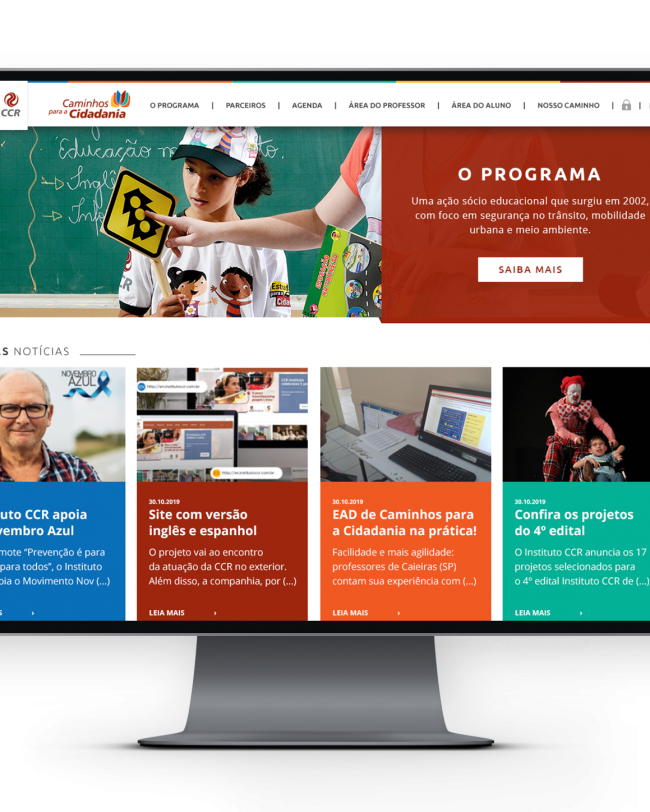 CCR
Caminhos
para a Cidadania
O PROGRAMA | PARCEIROS | AGENDA | ÁREA DO PROFESSOR | ÁREA DO ALUNO | NOSSO CAMINHO |
Educação no
Inglê
Info
Estud
O PROGRAMA
Uma ação sócio educacional que surgiu em 2002,
com foco em segurança no trânsito, mobilidade
urbana e meio ambiente.
SAIBA MAIS
AS NOTÍCIAS
NOVEMBRO
AZUL
uto CCR apoia
vembro Azul
mote “Prevenção é para
para todos”, o Instituto
oia o Movimento Nov (...)
30.10.2019
Site com versão
inglês e espanhol
O projeto vai ao encontro
da atuação da CCR no exterior.
Além disso, a companhia, por (...)
LEIA MAIS
30.10.2019
EAD de Caminhos para
a Cidadania na prática!
Facilidade e mais agilidade:
professores de Caieiras (SP)
contam sua experiência com (...)
LEIA MAIS
30.10.2019
Confira os projetos
do 4º edital
O Instituto CCR anuncia os 17
projetos selecionados para
o 4º edital Instituto CCR de (...)
LEIA MAIS